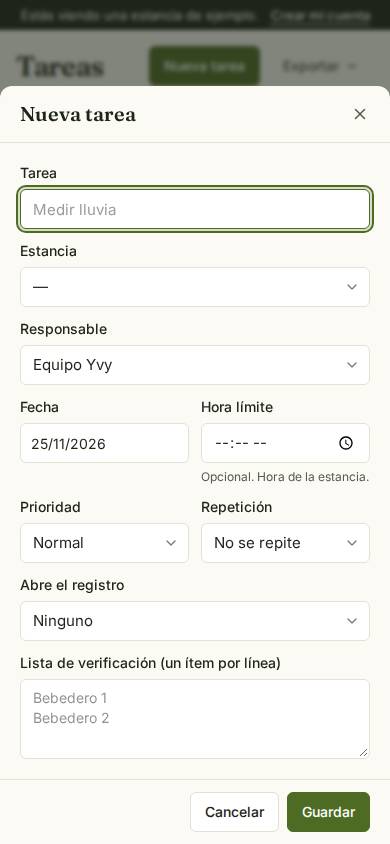 Estás viendo una estancia de ejemplo. Crear mi cuenta
Tareas Nueva tarea Exportar
Nueva tarea
Tarea
Medir lluvia
Estancia
—
Responsable
Equipo Yvy
Fecha Hora límite
25/11/2026 --:-- --
Opcional. Hora de la estancia.
Prioridad Repetición
Normal No se repite
Abre el registro
Ninguno
Lista de verificación (un ítem por línea)
Bebedero 1
Bebedero 2
Cancelar Guardar